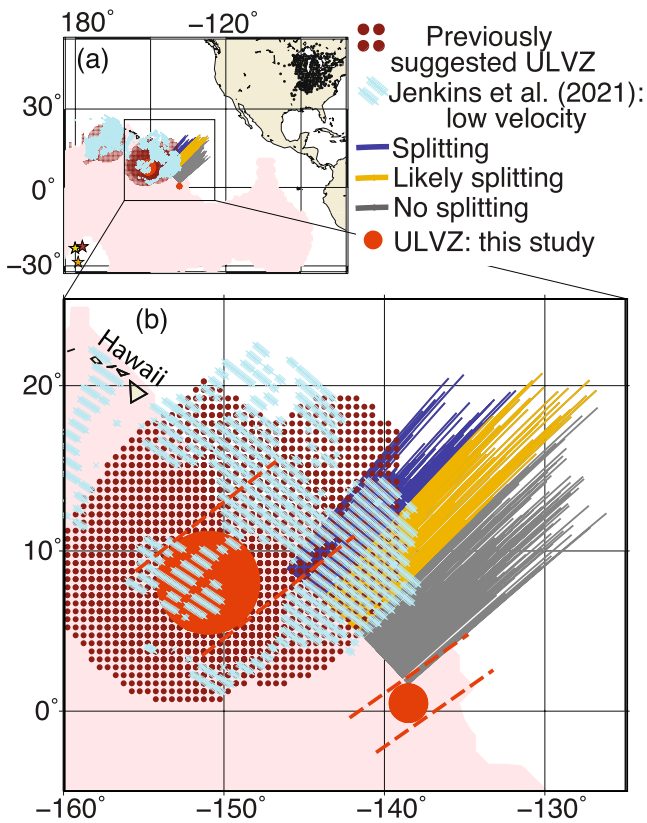 180° −120°
(a)
30°
0°
−30°
Previously
suggested ULVZ
Jenkins et al. (2021):
low velocity
Splitting
Likely splitting
No splitting
ULVZ: this study
(b)
Hawaii
20°
10°
0°
−160° −150° −140° −130°